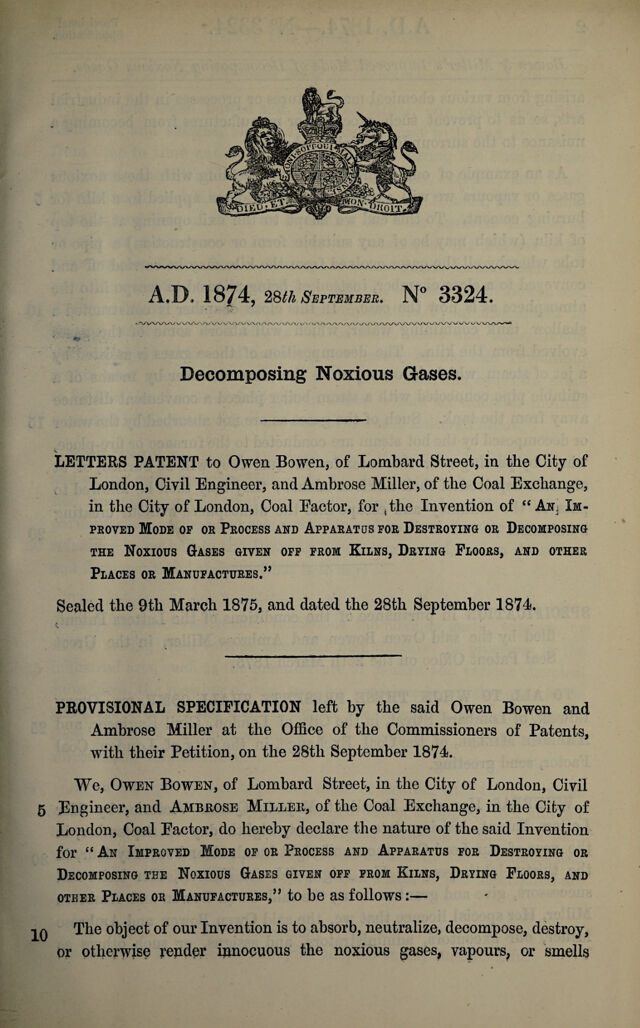 DIEU·ET MON·DROIT.
A.D. 1874, 28th SEPTEMBER. Nº 3324.
Decomposing Noxious Gases.
LETTERS PATENT to Owen Bowen, of Lombard Street, in the City of
London, Civil Engineer, and Ambrose Miller, of the Coal Exchange,
in the City of London, Coal Factor, for the Invention of “ AN IM-
PROVED MODE OF OR PROCESS AND APPARATUS FOR DESTROYING OR DECOMPOSING
THE NOXIOUS GASES GIVEN OFF FROM KILNS, DRYING FLOORS, AND OTHER
PLACES OR MANUFACTURES.”
Sealed the 9th March 1875, and dated the 28th September 1874.
PROVISIONAL SPECIFICATION left by the said Owen Bowen and
Ambrose Miller at the Office of the Commissioners of Patents,
with their Petition, on the 28th September 1874.
We, OWEN BOWEN, of Lombard Street, in the City of London, Civil
5 Engineer, and AMBROSE MILLER, of the Coal Exchange, in the City of
London, Coal Factor, do hereby declare the nature of the said Invention
for “AN IMPROVED MODE OF OR PROCESS AND APPARATUS FOR DESTROYING OR
DECOMPOSING THE NOXIOUS GASES GIVEN OFF FROM KILNS, DRYING FLOORS, AND
OTHER PLACES OR MANUFACTURES,” to be as follows :—
10 The object of our Invention is to absorb, neutralize, decompose, destroy,
or otherwise render innocuous the noxious gases, vapours, or smells